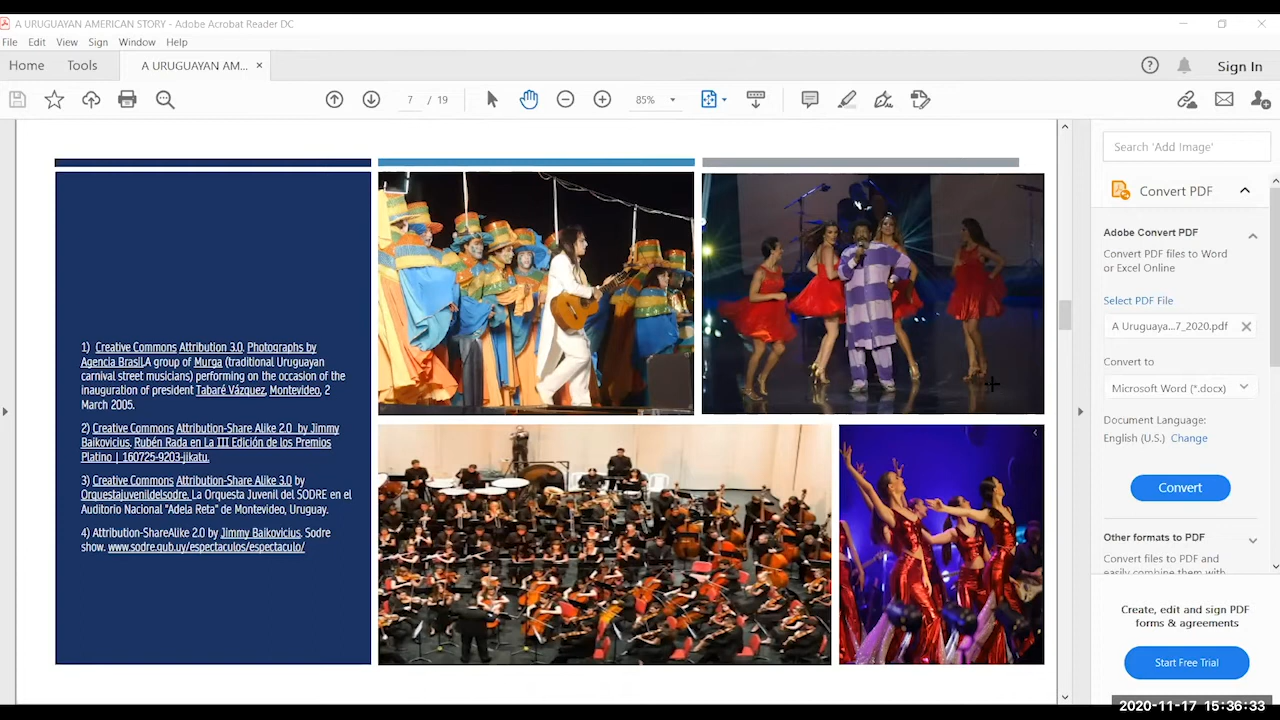 A URUGUAYAN AMERICAN STORY - Adobe Acrobat Reader DC
File Edit View Sign Window Help
Home Tools A URUGUAYAN AM... × Sign In
7 / 19 85%
Search 'Add Image'
Convert PDF
Adobe Convert PDF
Convert PDF files to Word
or Excel Online
Select PDF File
A Uruguaya...7_2020.pdf
Convert to
Microsoft Word (*.docx)
Document Language:
English (U.S.) Change
Convert
Other formats to PDF
Convert files to PDF and
easily combine them with
Create, edit and sign PDF
forms & agreements
Start Free Trial
1) Creative Commons Attribution 3.0, Photographs by
Agencia Brasil.A group of Murga (traditional Uruguayan
carnival street musicians) performing on the occasion of the
inauguration of president Tabaré Vázquez, Montevideo, 2
March 2005.
2) Creative Commons Attribution-Share Alike 2.0 by Jimmy
Baikovicius. Rubén Rada en La III Edición de los Premios
Platino | 160725-9203-jikatu.
3) Creative Commons Attribution-Share Alike 3.0 by
Orquestajuvenildelsodre. La Orquesta Juvenil del SODRE en el
Auditorio Nacional "Adela Reta" de Montevideo, Uruguay.
4) Attribution-ShareAlike 2.0 by Jimmy Baikovicius. Sodre
show. www.sodre.gub.uy/espectaculos/espectaculo/
2020-11-17 15:36:33